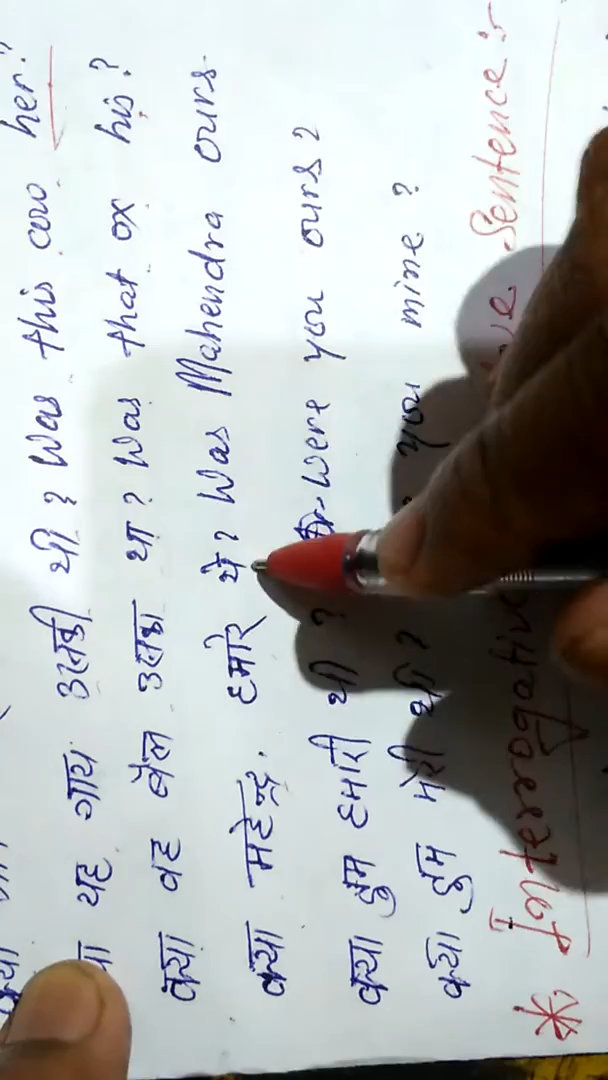 यह गाय उसकी थी ? Was this cow her?
क्या वह बैल उसका था ? Was that ox his ?
क्या महेन्द्र हमारे थे ? Was Mahendra ours.
क्या तुम हमारी थी ? were you ours ?
क्या तुम मेरी थी ? you mine ?
* Interrogative Sentence :-